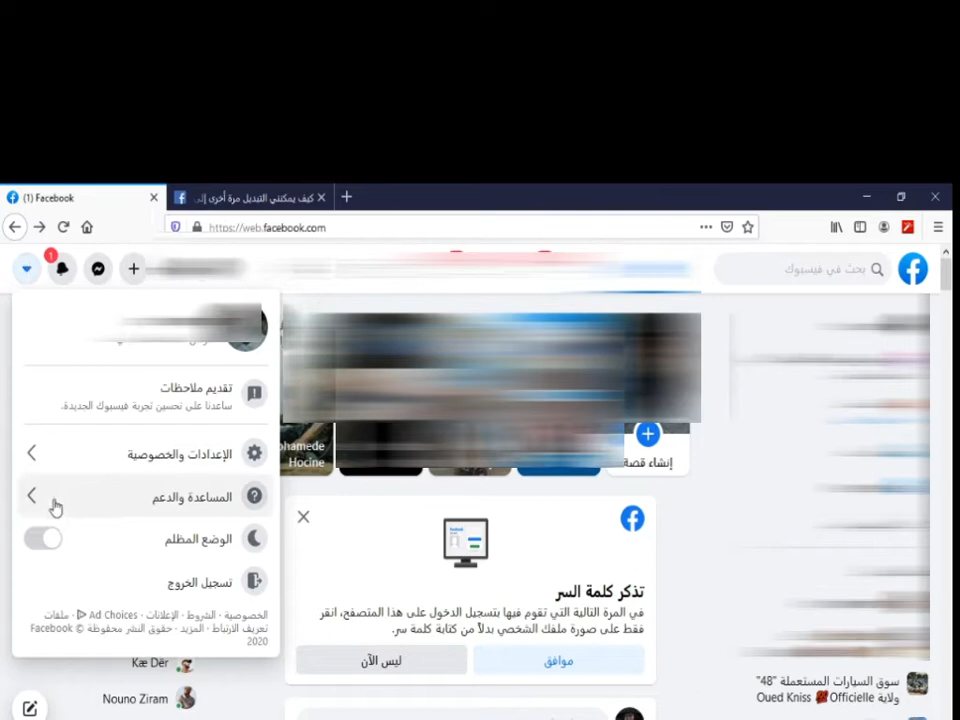 (1) Facebook
كيف يمكنني التبديل مرة أخرى إلى
https://web.facebook.com
1
بحث في فيسبوك
تقديم ملاحظات
ساعدنا على تحسين تجربة فيسبوك الجديدة.
الإعدادات والخصوصية
المساعدة والدعم
الوضع المظلم
تسجيل الخروج
الخصوصية · الشروط · الإعلانات · Ad Choices · ملفات
تعريف الارتباط · المزيد · حقوق النشر محفوظة © Facebook
2020
Kæ Dër
Nouno Ziram
ohamede
Hocine
إنشاء قصة
تذكر كلمة السر
في المرة التالية التي تقوم فيها بتسجيل الدخول على هذا المتصفح، انقر
فقط على صورة ملفك الشخصي بدلاً من كتابة كلمة سر.
موافق
ليس الآن
سوق السيارات المستعملة "48"
ولاية Oued Kniss Officielle